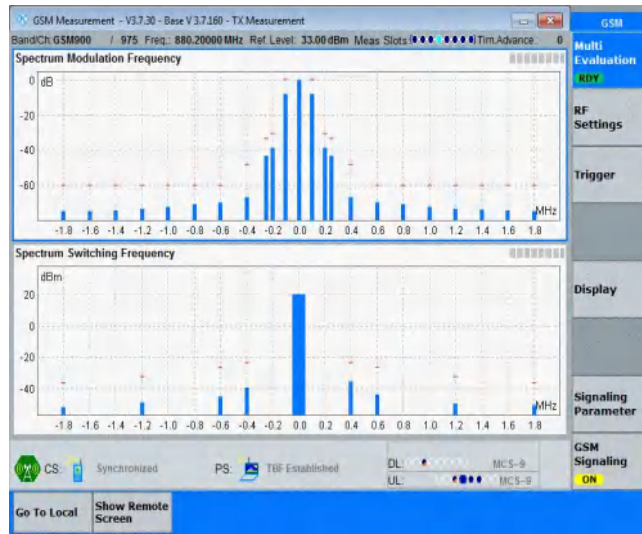 GSM Measurement - V3.7.30 - Base V 3.7.160 - TX Measurement
GSM
Band/Ch: GSM900 / 975 Freq.: 880.20000 MHz Ref. Level: 33.00 dBm Meas Slots Tim.Advance: 0
Multi
Evaluation
RDY
Spectrum Modulation Frequency
dB
0
-20
-40
-60
MHz
-1.8 -1.6 -1.4 -1.2 -1.0 -0.8 -0.6 -0.4 -0.2 0.0 0.2 0.4 0.6 0.8 1.0 1.2 1.4 1.6 1.8
RF
Settings
Trigger
Spectrum Switching Frequency
dBm
20
0
-20
-40
MHz
-1.8 -1.6 -1.4 -1.2 -1.0 -0.8 -0.6 -0.4 -0.2 0.0 0.2 0.4 0.6 0.8 1.0 1.2 1.4 1.6 1.8
Display
Signaling
Parameter
CS: Synchronized PS: TBF Established DL: MCS-9
UL: MCS-9
GSM
Signaling
ON
Go To Local
Show Remote
Screen